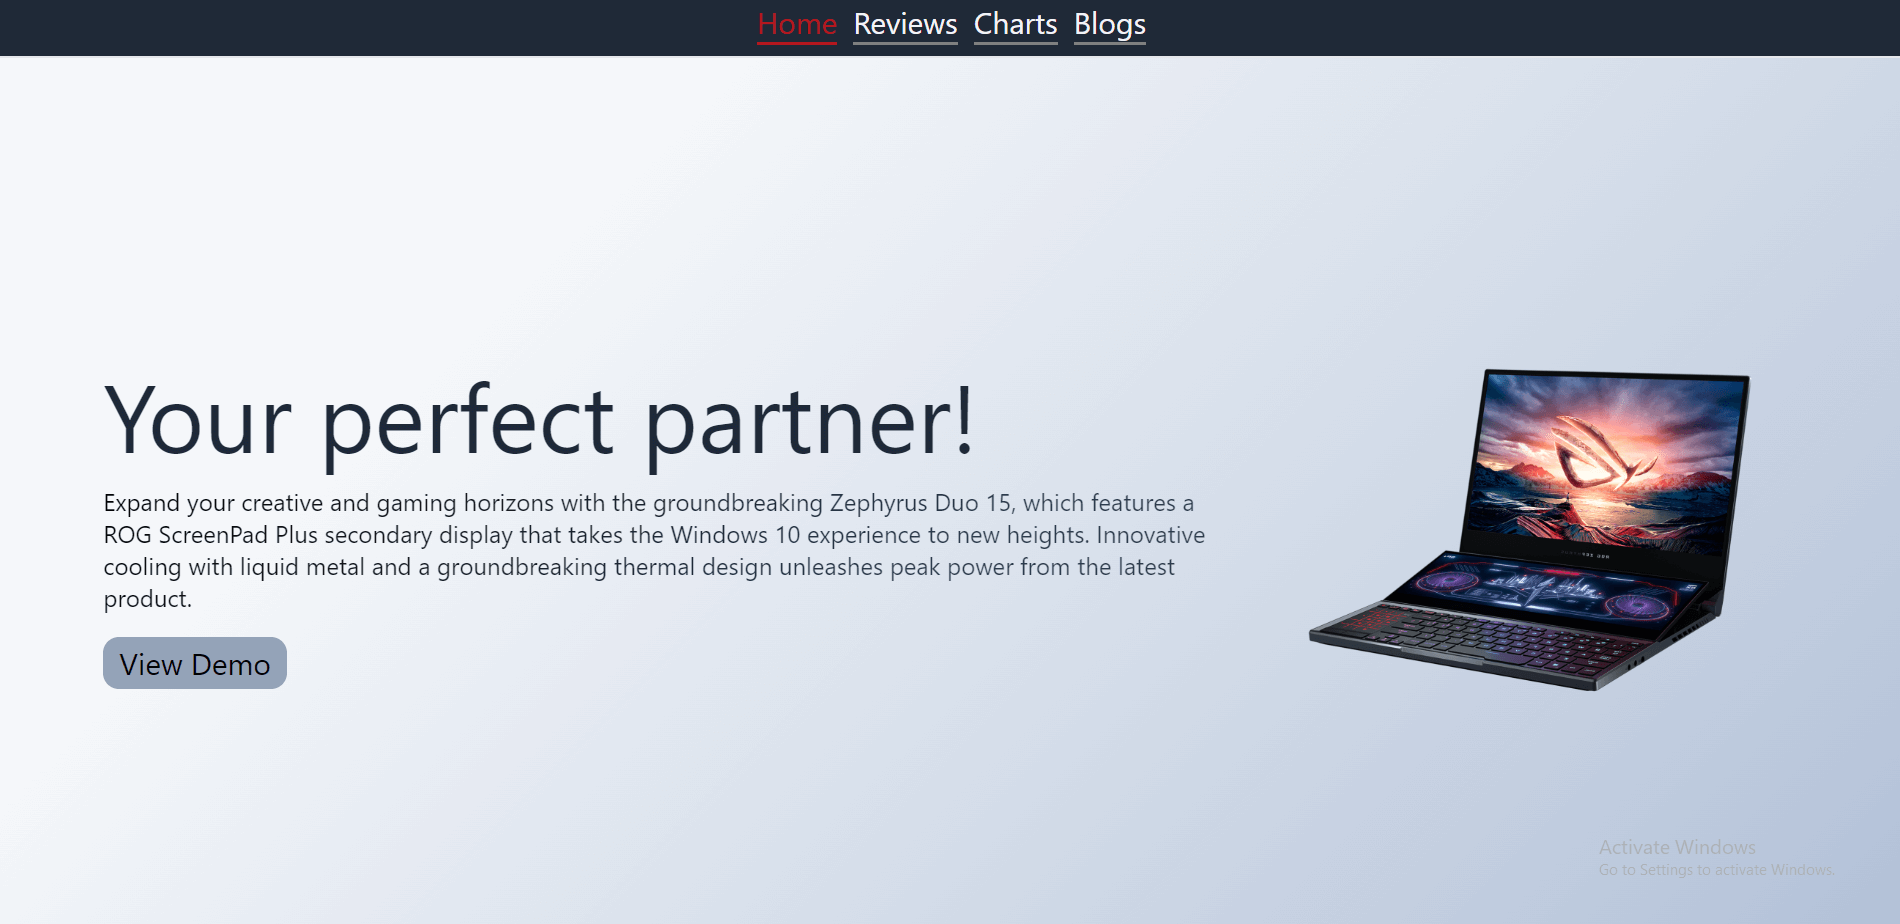 Home Reviews Charts Blogs
Your perfect partner!
Expand your creative and gaming horizons with the groundbreaking Zephyrus Duo 15, which features a
ROG ScreenPad Plus secondary display that takes the Windows 10 experience to new heights. Innovative
cooling with liquid metal and a groundbreaking thermal design unleashes peak power from the latest
product.
View Demo
Activate Windows
Go to Settings to activate Windows.